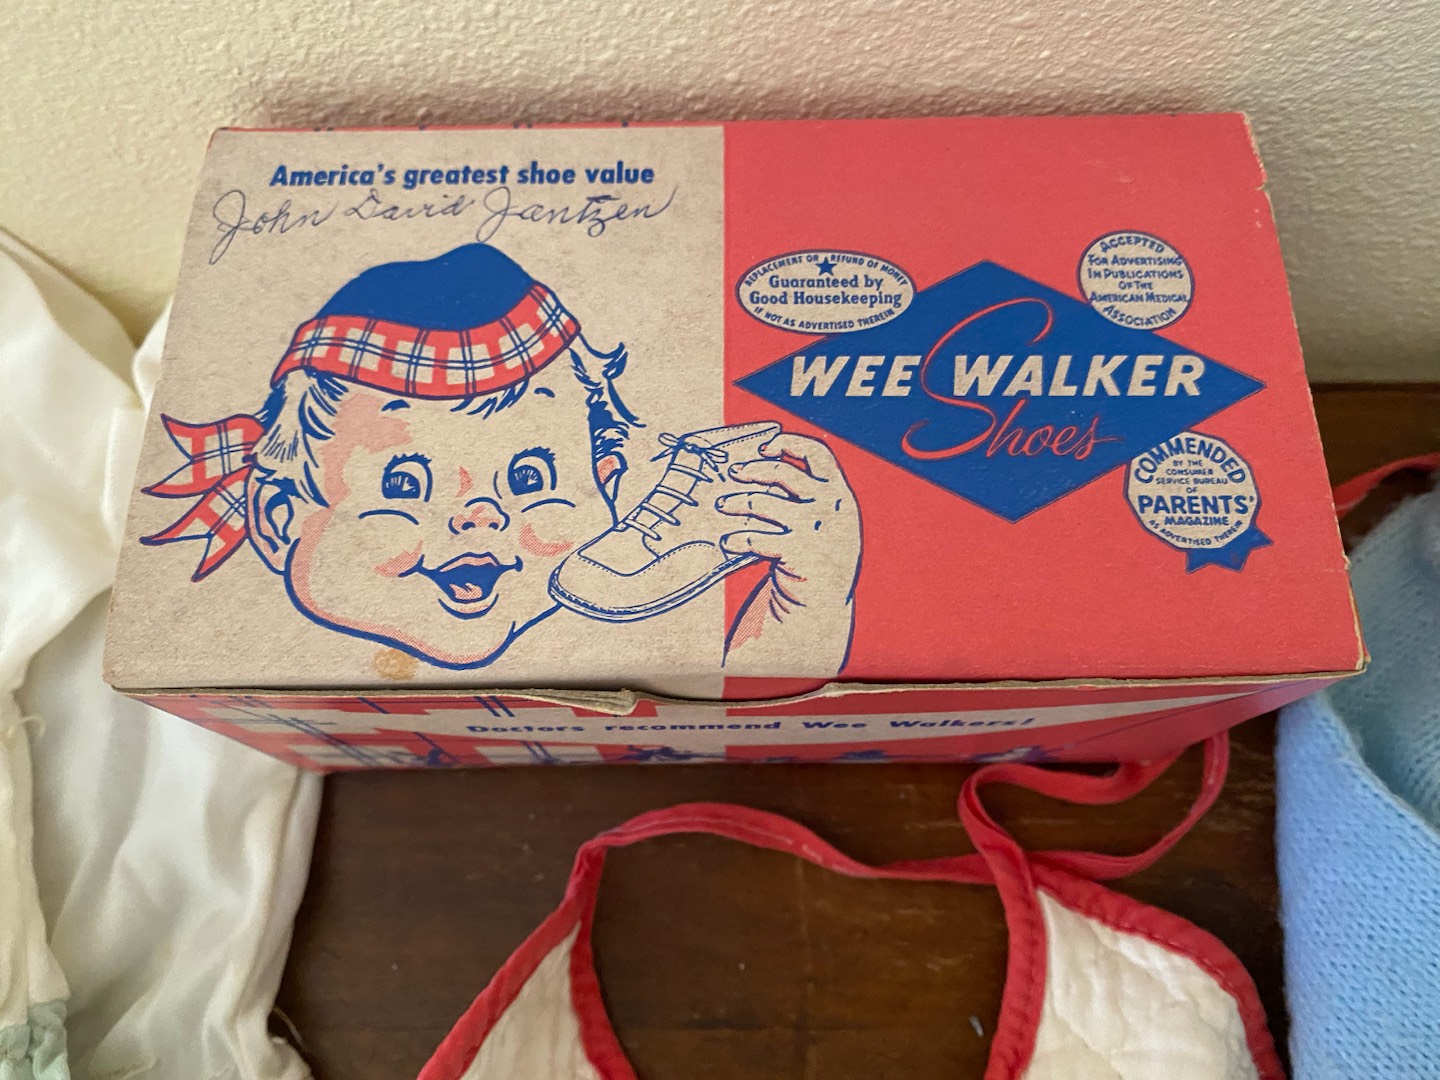 America's greatest shoe value
John David Jantzen
REPLACEMENT OR REFUND OF MONEY
Guaranteed by
Good Housekeeping
IF NOT AS ADVERTISED THEREIN
ACCEPTED
FOR ADVERTISING
IN PUBLICATIONS
OF THE
AMERICAN MEDICAL
ASSOCIATION
WEE WALKER
Shoes
COMMENDED
BY THE
CONSUMER
SERVICE BUREAU
OF
PARENTS'
MAGAZINE
AS ADVERTISED THEREIN
Doctors recommend Wee Walkers!